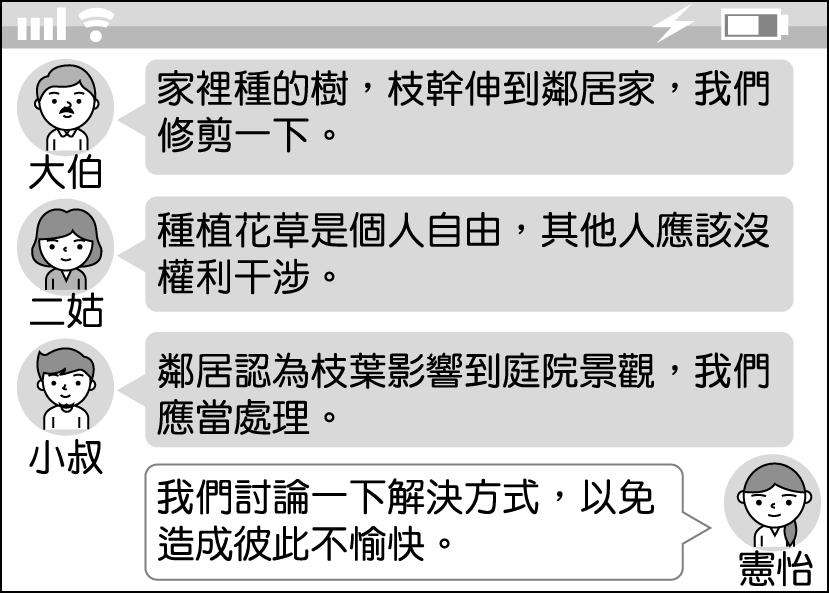 家裡種的樹，枝幹伸到鄰居家，我們
修剪一下。
大伯
種植花草是個人自由，其他人應該沒
權利干涉。
二姑
鄰居認為枝葉影響到庭院景觀，我們
應當處理。
小叔
我們討論一下解決方式，以免
造成彼此不愉快。
憲怡